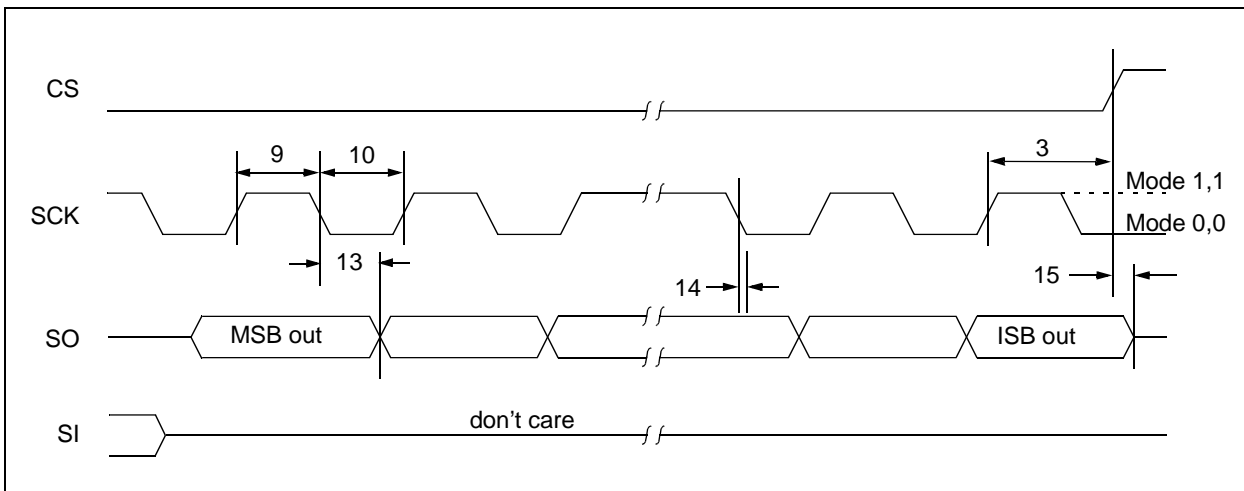 CS
9
10
3
Mode 1,1
SCK
Mode 0,0
13
14
15
SO
MSB out
ISB out
SI
don't care